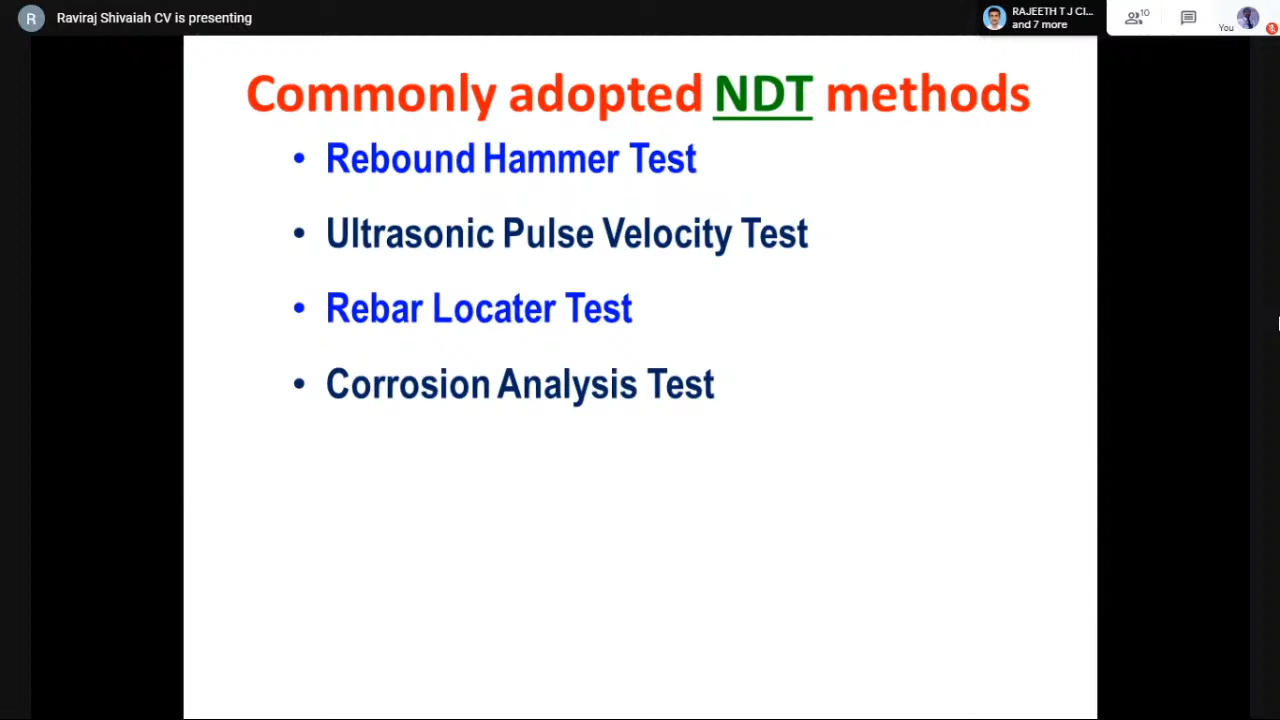 R Raviraj Shivaiah CV is presenting
RAJEETH T J CI...
and 7 more
10
You
Commonly adopted NDT methods
• Rebound Hammer Test
• Ultrasonic Pulse Velocity Test
• Rebar Locater Test
• Corrosion Analysis Test